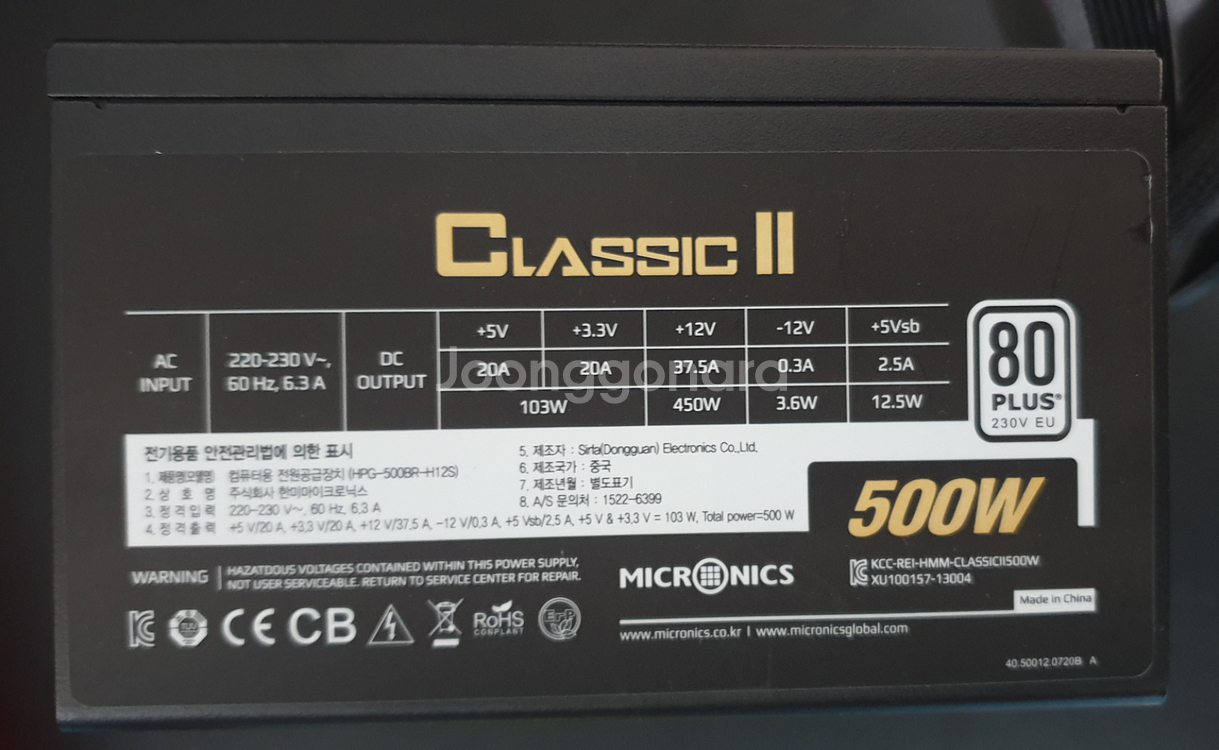 CLASSIC II
AC INPUT
220-230 V~, 60 Hz, 6.3 A
DC OUTPUT
+5V +3.3V +12V -12V +5Vsb
20A 20A 37.5A 0.3A 2.5A
103W 450W 3.6W 12.5W
80 PLUS® 230V EU
Joonggonara
전기용품 안전관리법에 의한 표시
1. 제품명(모델명) 컴퓨터용 전원공급장치 (HPG-500BR-H12S)
2. 상 호 명 주식회사 한미마이크로닉스
3. 정격입력 220-230 V~, 60 Hz, 6.3 A
4. 정격출력 +5 V/20 A, +3.3 V/20 A, +12 V/37.5 A, -12 V/0.3 A, +5 Vsb/2.5 A, +5 V & +3.3 V = 103 W, Total power=500 W
5. 제조자 : Sirfa(Dongguan) Electronics Co.,Ltd.
6. 제조국가 : 중국
7. 제조년월 : 별도표기
8. A/S 문의처 : 1522-6399
500W
WARNING
HAZATDOUS VOLTAGES CONTAINED WITHIN THIS POWER SUPPLY,
NOT USER SERVICEABLE. RETURN TO SERVICE CENTER FOR REPAIR.
MICRONICS
KCC-REI-HMM-CLASSICII500W
XU100157-13004
Made in China
CE CB
RoHS
COMPLIANT
ErP
www.micronics.co.kr | www.micronicsglobal.com
40.50012.0720B A